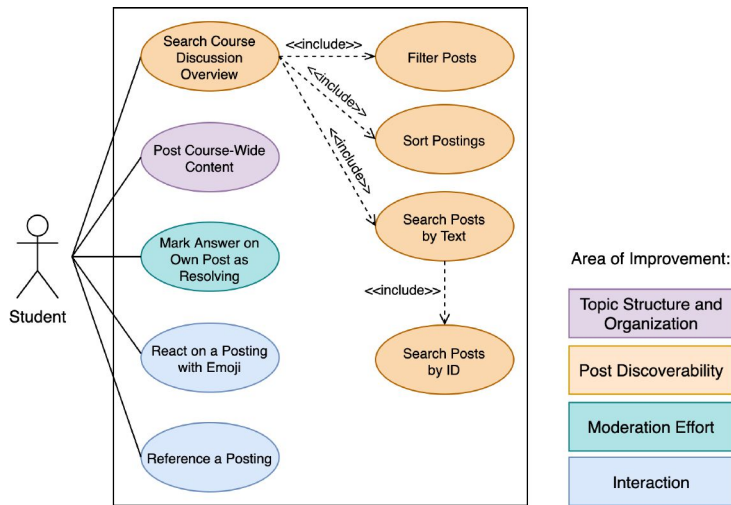 Search Course
Discussion
Overview
<<include>>
Filter Posts
<<include>>
Sort Postings
<<include>>
Post Course-Wide
Content
Search Posts
by Text
Mark Answer on
Own Post as
Resolving
<<include>>
Student
React on a Posting
with Emoji
Search Posts
by ID
Reference a Posting
Area of Improvement:
Topic Structure and
Organization
Post Discoverability
Moderation Effort
Interaction